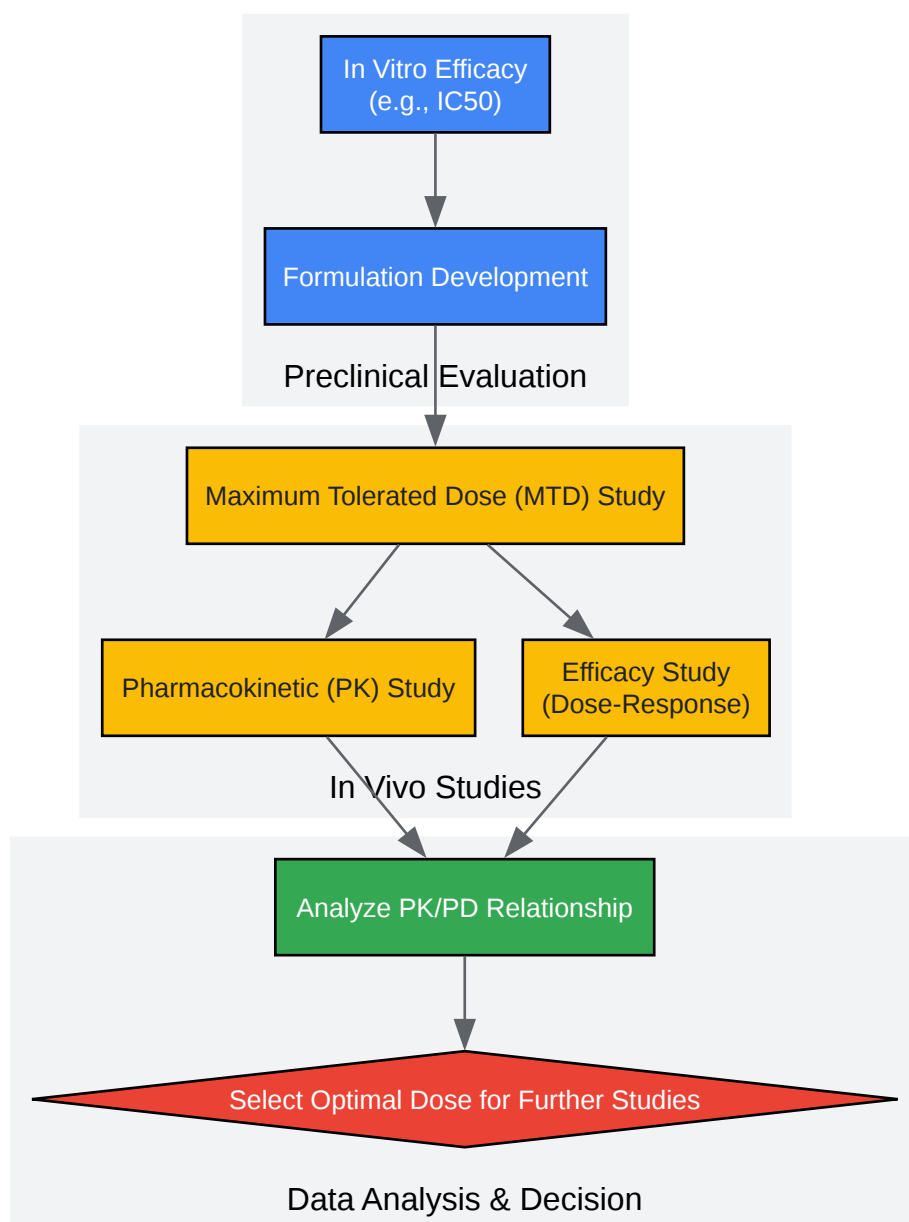 In Vitro Efficacy
(e.g., IC50)
Formulation Development
Preclinical Evaluation
Maximum Tolerated Dose (MTD) Study
Pharmacokinetic (PK) Study
Efficacy Study
(Dose-Response)
In Vivo Studies
Analyze PK/PD Relationship
Select Optimal Dose for Further Studies
Data Analysis & Decision